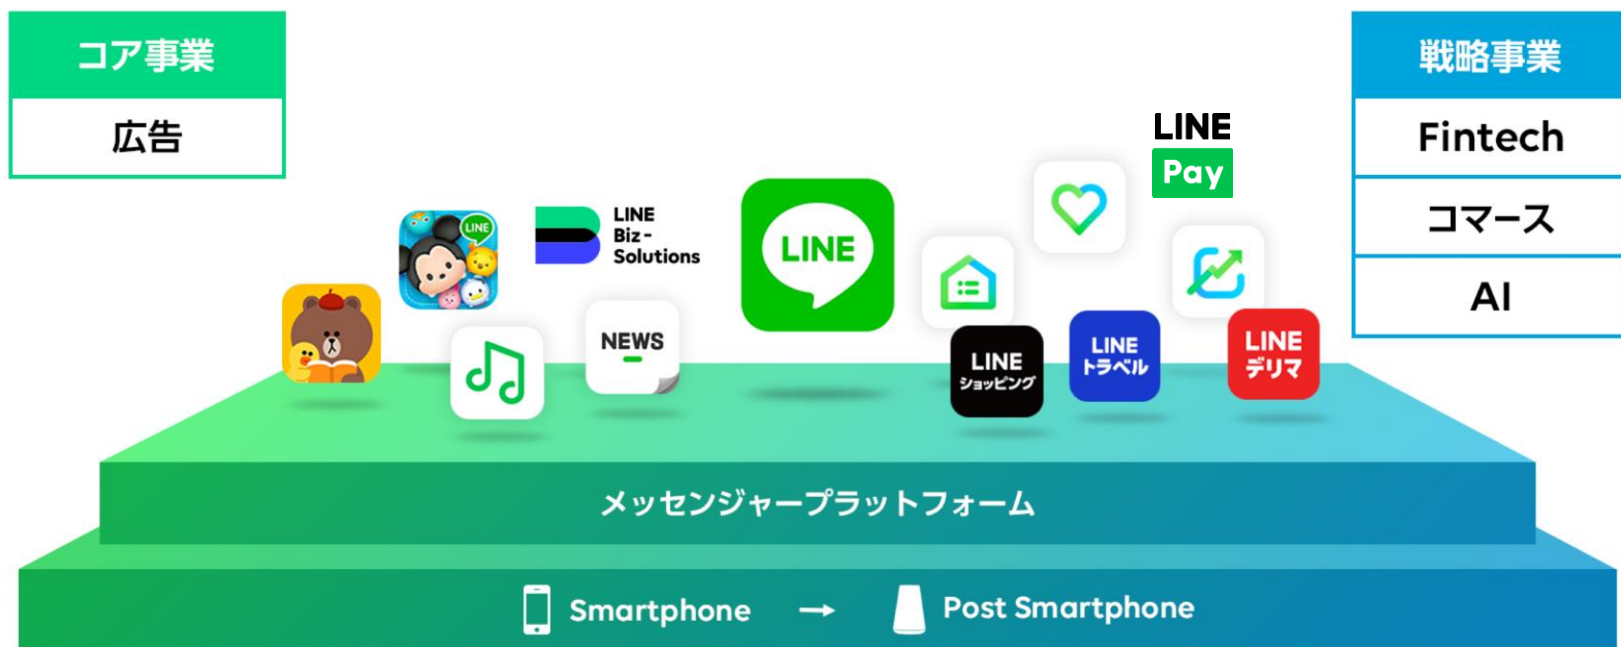 コア事業
広告
戦略事業
Fintech
コマース
AI
LINE
Pay
LINE
LINE
Biz-
Solutions
LINE
NEWS
LINE
ショッピング
LINE
トラベル
LINE
デリマ
メッセンジャープラットフォーム
Smartphone → Post Smartphone